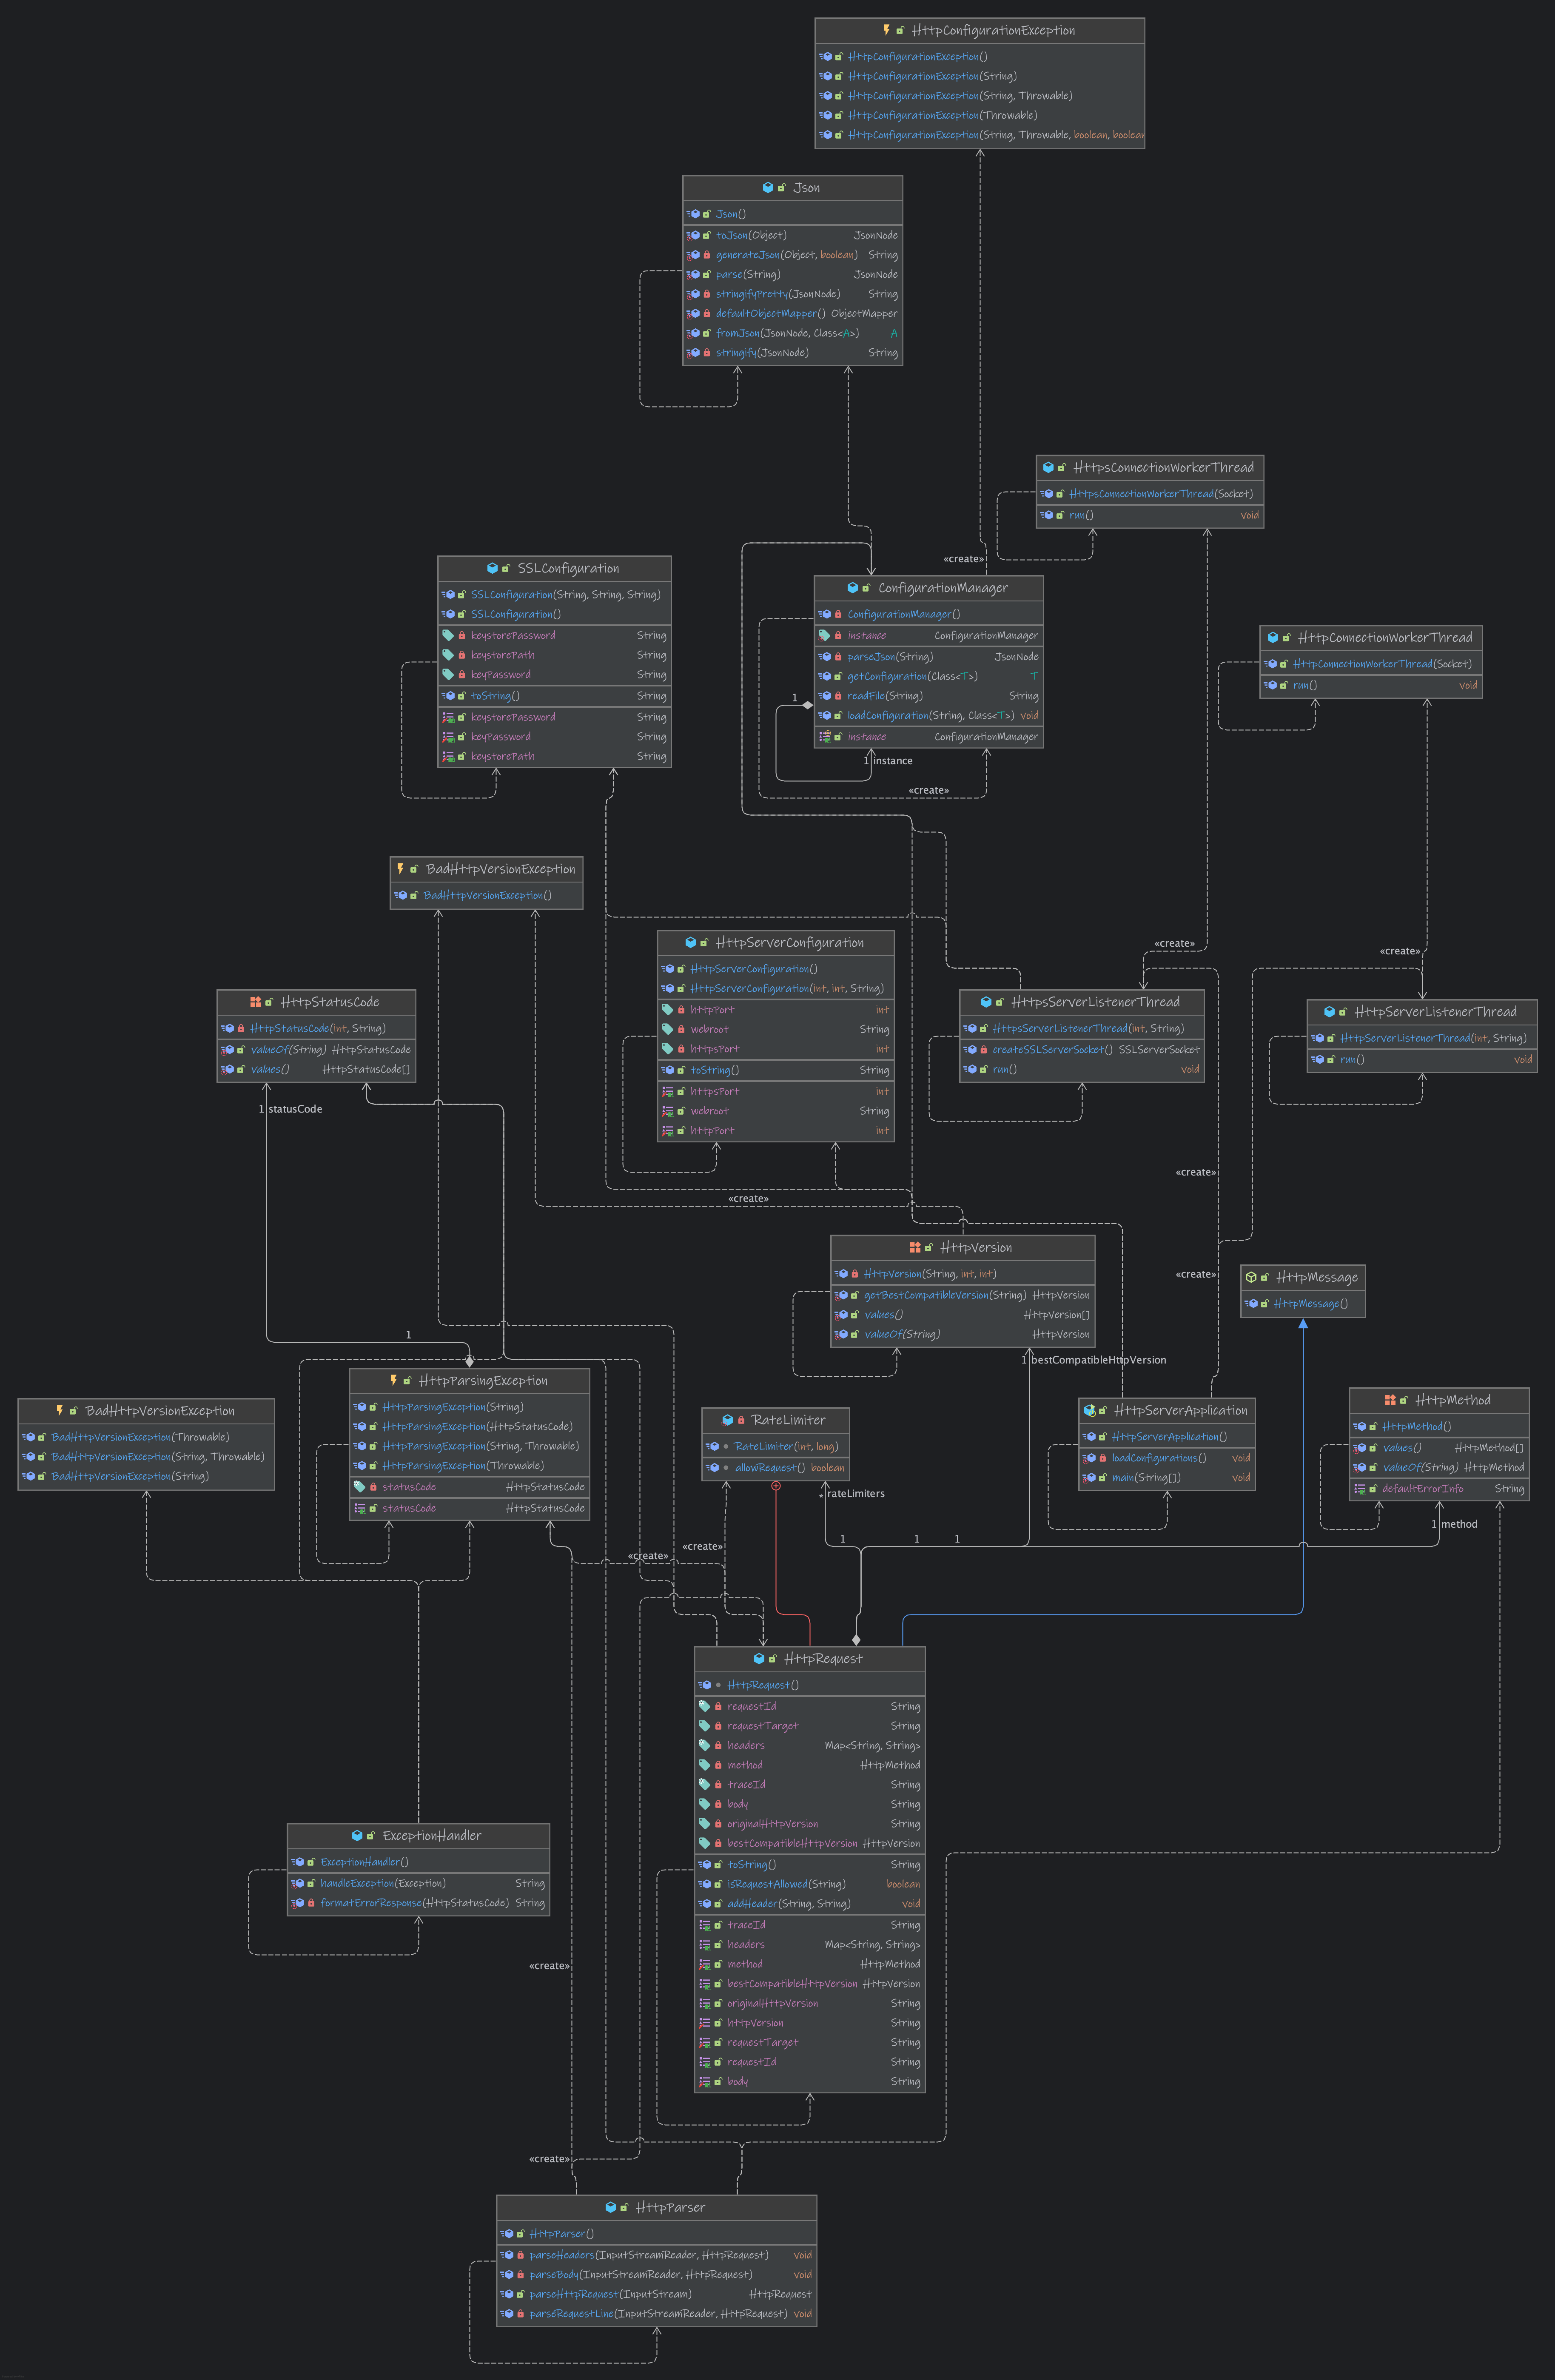 HttpConfigurationException
HttpConfigurationException()
HttpConfigurationException(String)
HttpConfigurationException(String, Throwable)
HttpConfigurationException(Throwable)
HttpConfigurationException(String, Throwable, boolean, boolean
Json
Json()
toJson(Object) JsonNode
generateJson(Object, boolean) String
parse(String) JsonNode
stringifyPretty(JsonNode) String
defaultObjectMapper() ObjectMapper
fromJson(JsonNode, Class<A>) A
stringify(JsonNode) String
HttpsConnectionWorkerThread
HttpsConnectionWorkerThread(Socket)
run() void
«create»
SSLConfiguration
SSLConfiguration(String, String, String)
SSLConfiguration()
keystorePassword String
keystorePath String
keyPassword String
toString() String
keystorePassword String
keyPassword String
keystorePath String
ConfigurationManager
ConfigurationManager()
instance ConfigurationManager
parseJson(String) JsonNode
getConfiguration(Class<T>) T
readFile(String) String
loadConfiguration(String, Class<T>) void
instance ConfigurationManager
1
1 instance
«create»
HttpConnectionWorkerThread
HttpConnectionWorkerThread(Socket)
run() void
BadHttpVersionException
BadHttpVersionException()
«create»
«create»
HttpServerConfiguration
HttpServerConfiguration()
HttpServerConfiguration(int, int, String)
httpPort int
webroot String
httpsPort int
toString() String
httpsPort int
webroot String
httpPort int
HttpStatusCode
HttpStatusCode(int, String)
valueOf(String) HttpStatusCode
values() HttpStatusCode[]
HttpsServerListenerThread
HttpsServerListenerThread(int, String)
createSSLServerSocket() SSLServerSocket
run() void
HttpServerListenerThread
HttpServerListenerThread(int, String)
run() void
1 statusCode
«create»
«create»
HttpVersion
HttpVersion(String, int, int)
getBestCompatibleVersion(String) HttpVersion
values() HttpVersion[]
valueOf(String) HttpVersion
«create»
HttpMessage
HttpMessage()
1
1 bestCompatibleHttpVersion
HttpParsingException
HttpParsingException(String)
HttpParsingException(HttpStatusCode)
HttpParsingException(String, Throwable)
HttpParsingException(Throwable)
statusCode HttpStatusCode
statusCode HttpStatusCode
BadHttpVersionException
BadHttpVersionException(Throwable)
BadHttpVersionException(String, Throwable)
BadHttpVersionException(String)
RateLimiter
RateLimiter(int, long)
allowRequest() boolean
HttpServerApplication
HttpServerApplication()
loadConfigurations() void
main(String[]) void
HttpMethod
HttpMethod()
values() HttpMethod[]
valueOf(String) HttpMethod
defaultErrorInfo String
* rateLimiters
1 method
1
1
1
«create»
«create»
HttpRequest
HttpRequest()
requestId String
requestTarget String
headers Map<String, String>
method HttpMethod
traceId String
body String
originalHttpVersion String
bestCompatibleHttpVersion HttpVersion
toString() String
isRequestAllowed(String) boolean
addHeader(String, String) void
traceId String
headers Map<String, String>
method HttpMethod
bestCompatibleHttpVersion HttpVersion
originalHttpVersion String
httpVersion String
requestTarget String
requestId String
body String
ExceptionHandler
ExceptionHandler()
handleException(Exception) String
formatErrorResponse(HttpStatusCode) String
«create»
«create»
HttpParser
HttpParser()
parseHeaders(InputStreamReader, HttpRequest) void
parseBody(InputStreamReader, HttpRequest) void
parseHttpRequest(InputStream) HttpRequest
parseRequestLine(InputStreamReader, HttpRequest) void